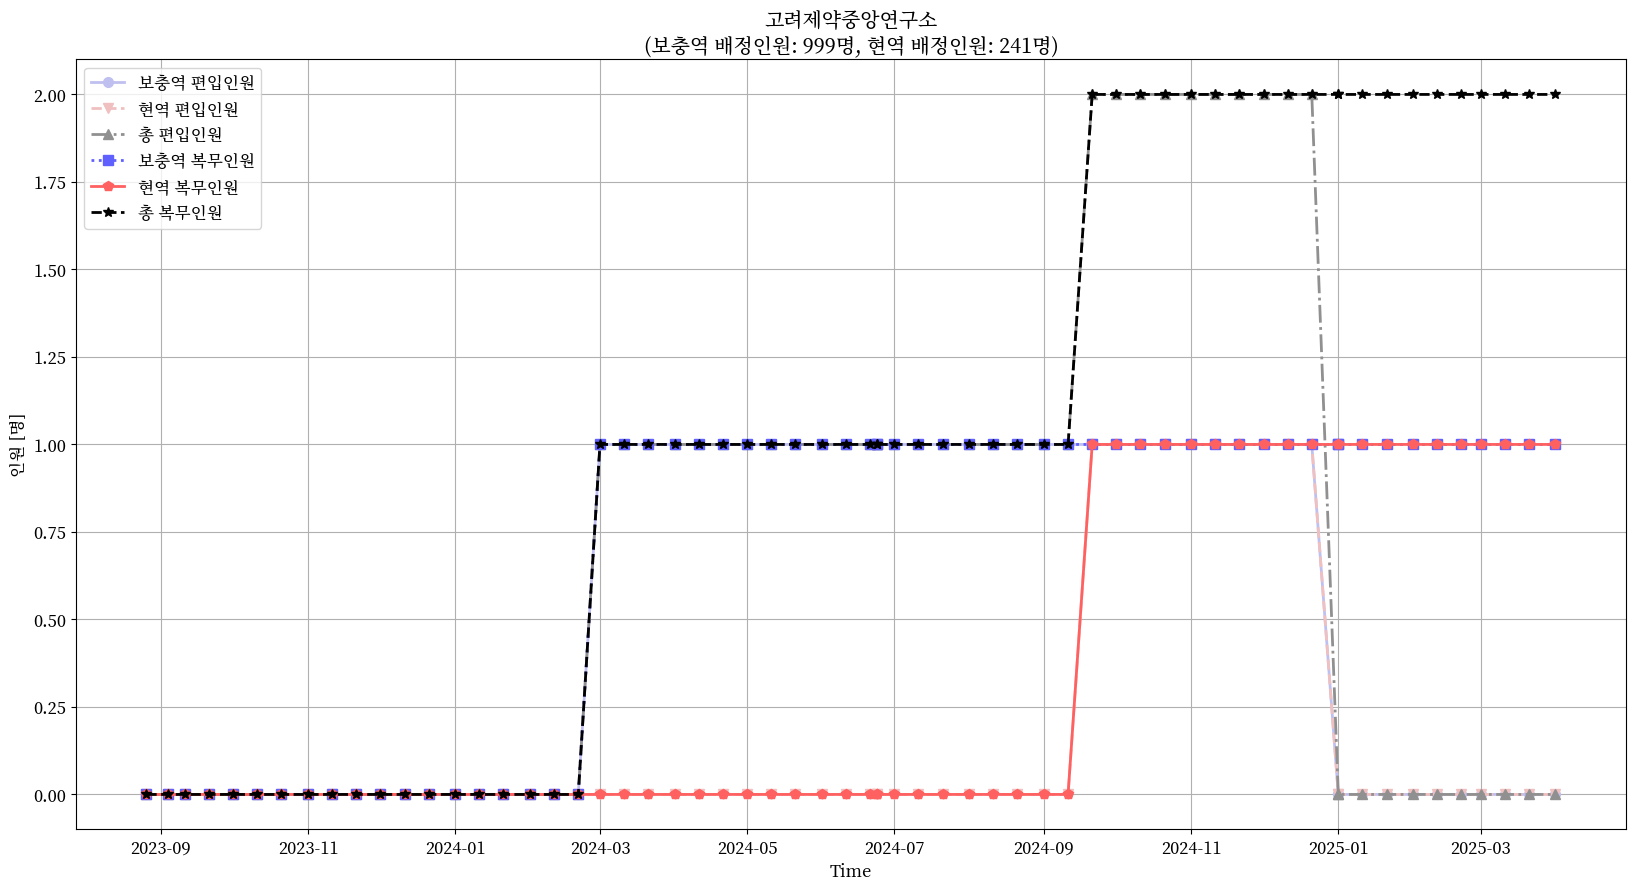 고려제약중앙연구소
(보충역 배정인원: 999명, 현역 배정인원: 241명)
보충역 편입인원
현역 편입인원
총 편입인원
보충역 복무인원
현역 복무인원
총 복무인원
2.00
1.75
1.50
1.25
1.00
0.75
0.50
0.25
0.00
인원 [명]
2023-09
2023-11
2024-01
2024-03
2024-05
2024-07
2024-09
2024-11
2025-01
2025-03
Time